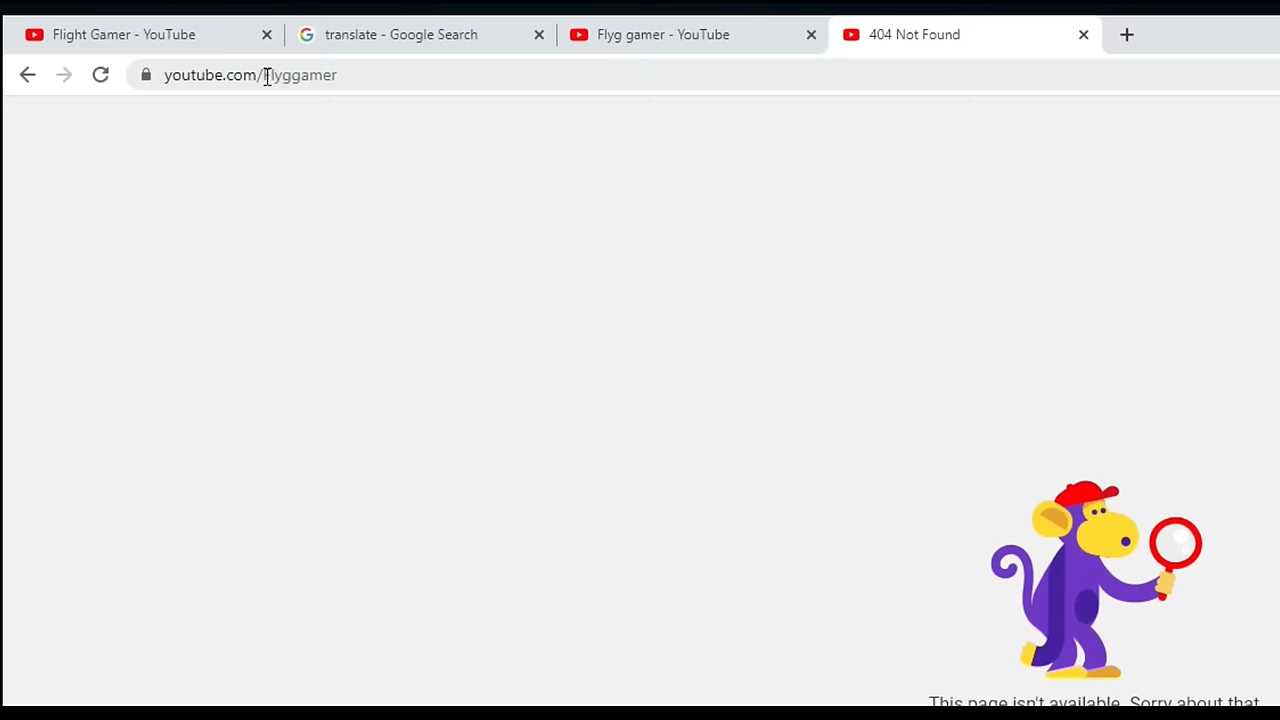 Flight Gamer - YouTube
translate - Google Search
Flyg gamer - YouTube
404 Not Found
youtube.com/flyggamer
This page isn't available. Sorry about that